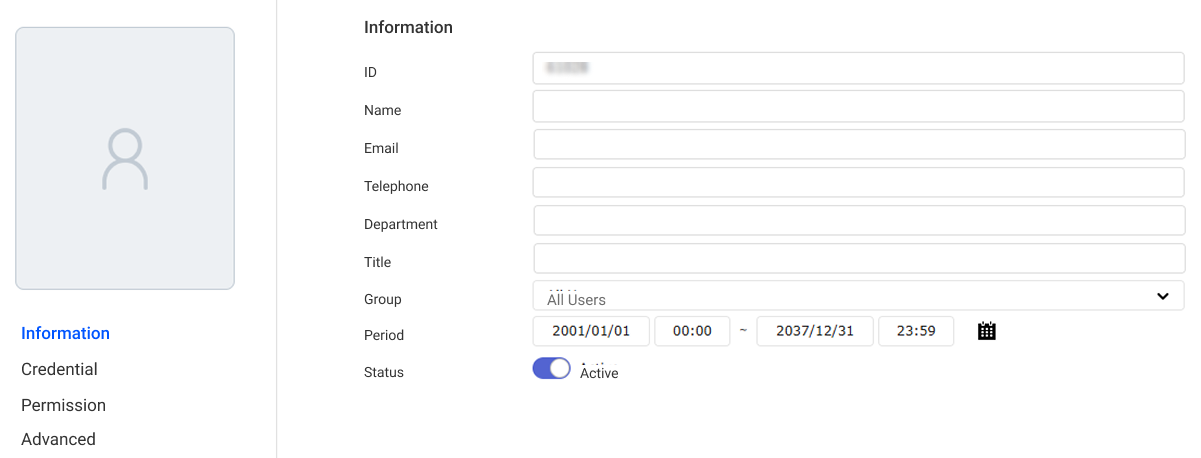 Information
ID
Name
Email
Telephone
Department
Title
Group All Users
Period 2001/01/01 00:00 ~ 2037/12/31 23:59
Status Active
Information
Credential
Permission
Advanced